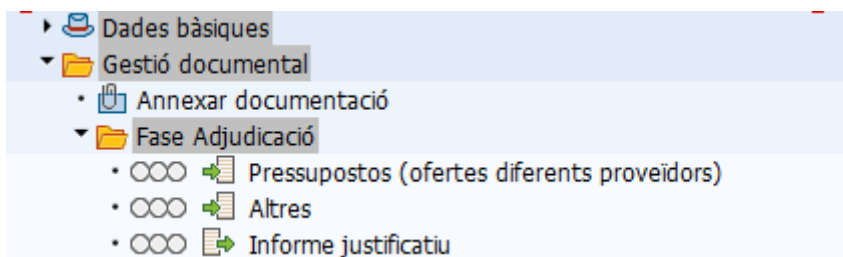 Dades bàsiques
Gestió documental
Annexar documentació
Fase Adjudicació
Pressupostos (ofertes diferents proveïdors)
Altres
Informe justificatiu